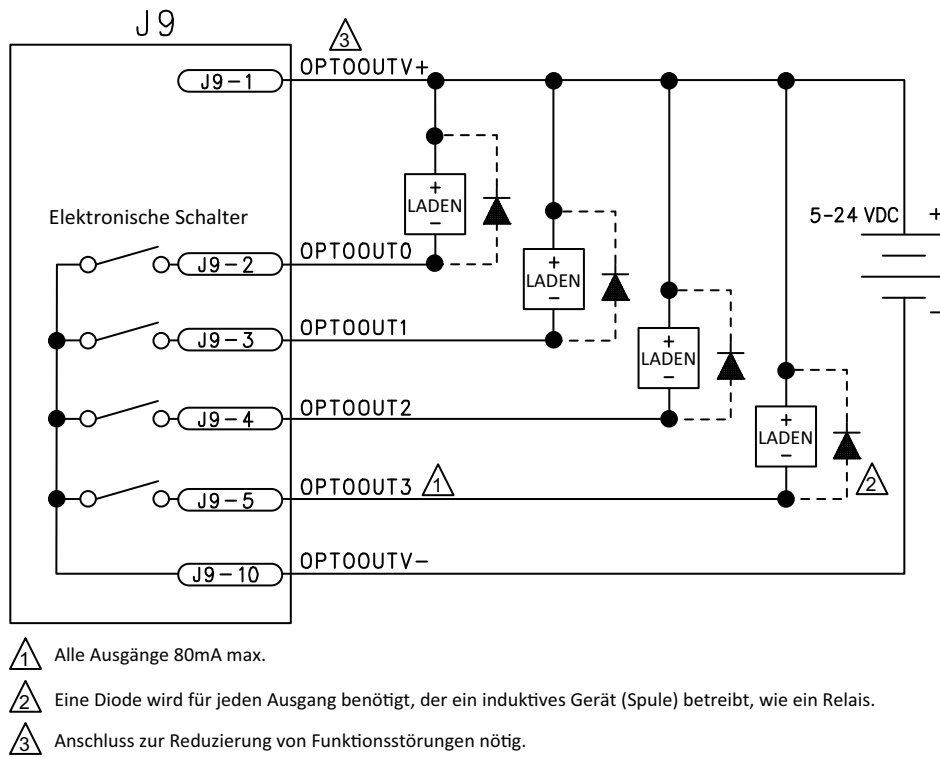 J9
3
OPTOOUTV+
J9-1
+
LADEN
-
Elektronische Schalter
5-24 VDC +
-
OPTOOUT0
J9-2
+
LADEN
-
OPTOOUT1
J9-3
+
LADEN
-
OPTOOUT2
J9-4
+
LADEN
-
OPTOOUT3
1
2
J9-5
OPTOOUTV-
J9-10
1 Alle Ausgänge 80mA max.
2 Eine Diode wird für jeden Ausgang benötigt, der ein induktives Gerät (Spule) betreibt, wie ein Relais.
3 Anschluss zur Reduzierung von Funktionsstörungen nötig.